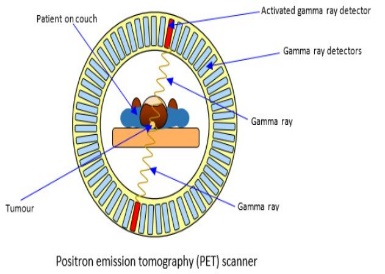 Activated gamma ray detector
Patient on couch
Gamma ray detectors
Gamma ray
Tumour
Gamma ray
Positron emission tomography (PET) scanner